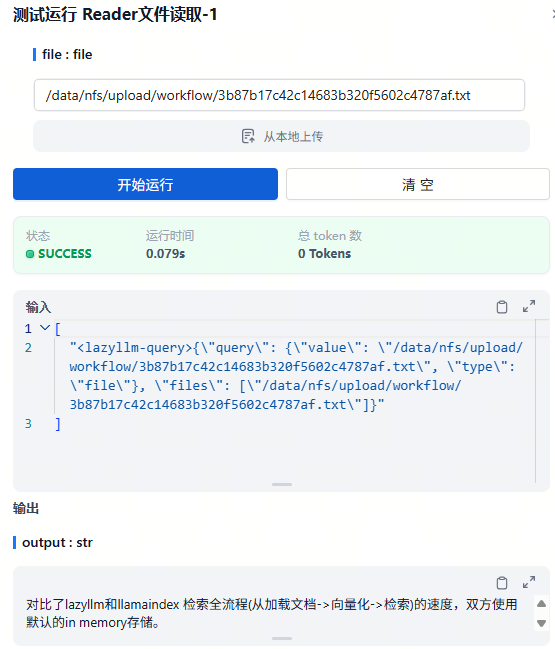 测试运行 Reader文件读取-1
file : file
/data/nfs/upload/workflow/3b87b17c42c14683b320f5602c4787af.txt
从本地上传
开始运行
清 空
状态 运行时间 总 token 数
SUCCESS 0.079s 0 Tokens
输入
1 [
2 "<lazyllm-query>{\"query\": {\"value\": \"/data/nfs/upload/
workflow/3b87b17c42c14683b320f5602c4787af.txt\", \"type\":
\"file\"}, \"files\": [\"/data/nfs/upload/workflow/
3b87b17c42c14683b320f5602c4787af.txt\"]}"
3 ]
输出
output : str
对比了lazyllm和llamaindex 检索全流程(从加载文档->向量化->检索)的速度，双方使用
默认的in memory存储。